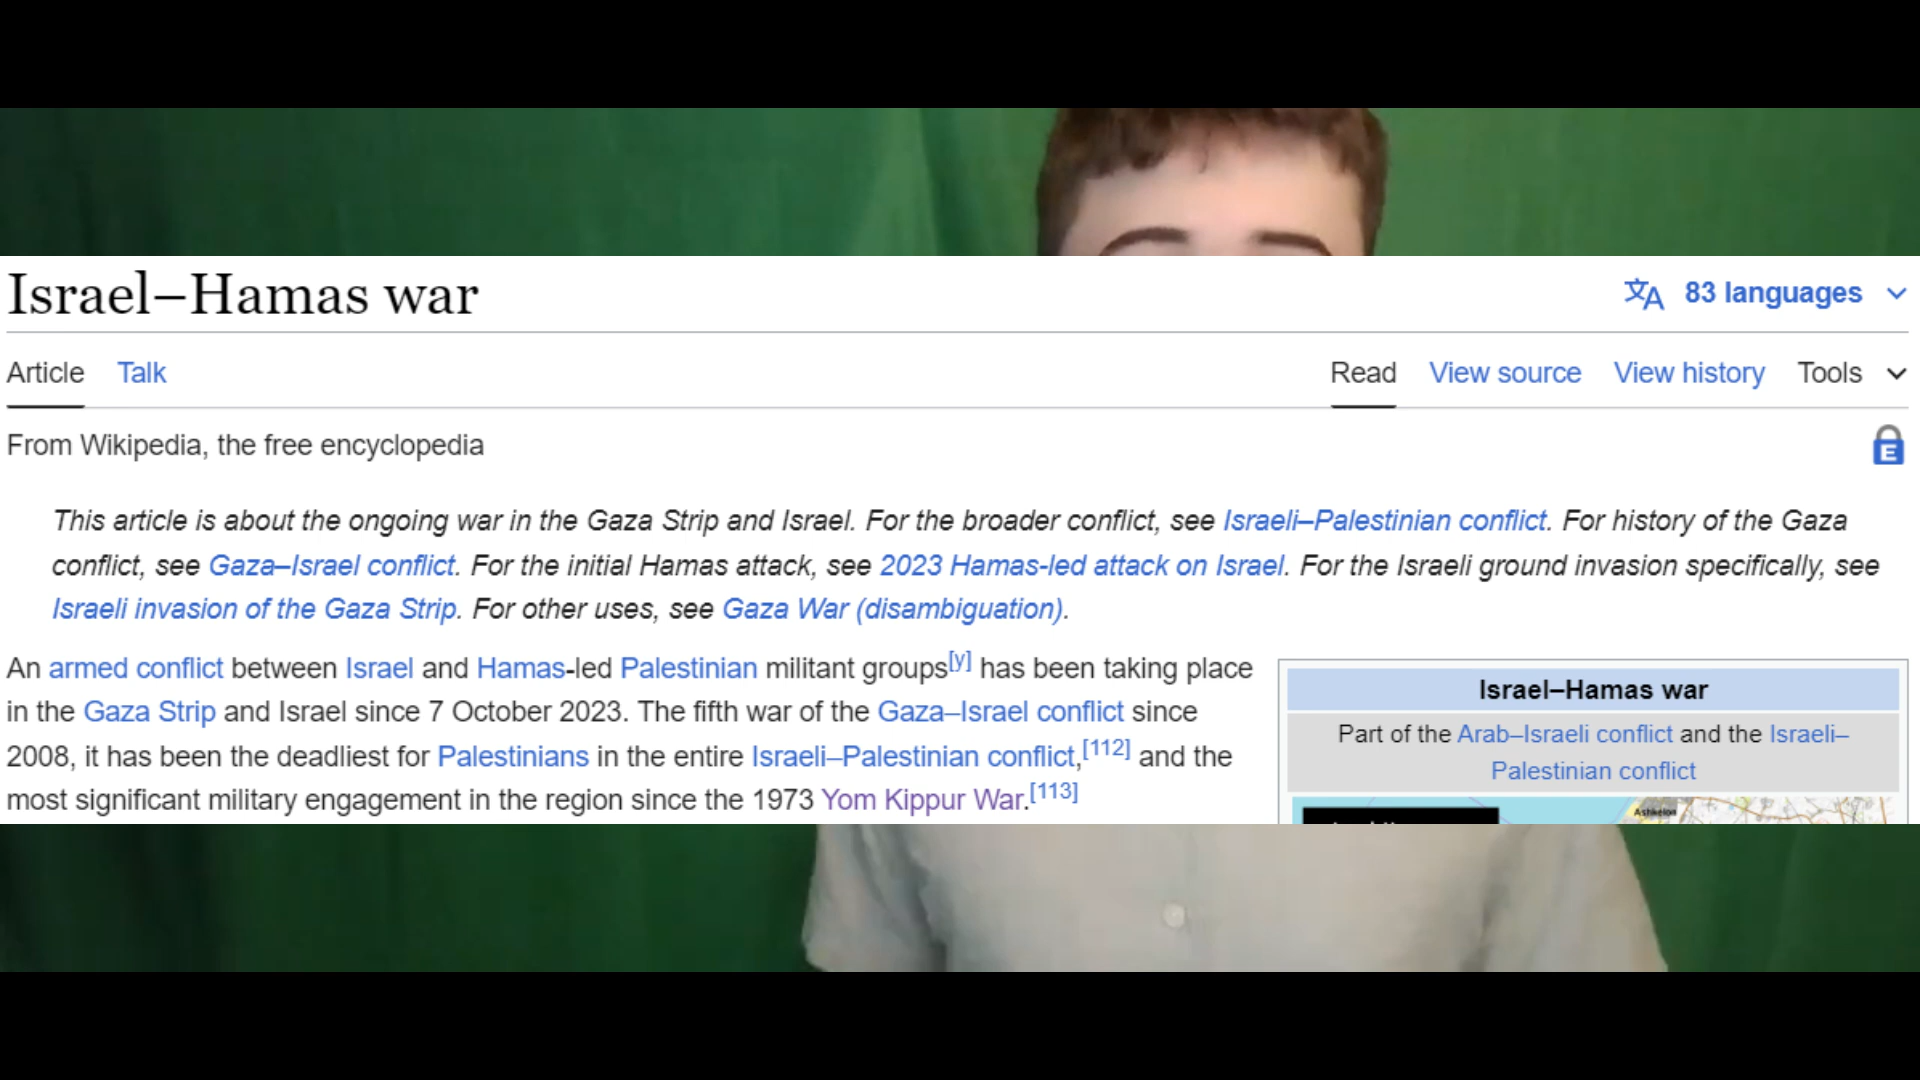 Israel–Hamas war
文A 83 languages
Article Talk
Read View source View history Tools
From Wikipedia, the free encyclopedia
E
This article is about the ongoing war in the Gaza Strip and Israel. For the broader conflict, see Israeli–Palestinian conflict. For history of the Gaza
conflict, see Gaza–Israel conflict. For the initial Hamas attack, see 2023 Hamas-led attack on Israel. For the Israeli ground invasion specifically, see
Israeli invasion of the Gaza Strip. For other uses, see Gaza War (disambiguation).
An armed conflict between Israel and Hamas-led Palestinian militant groups[y] has been taking place
in the Gaza Strip and Israel since 7 October 2023. The fifth war of the Gaza–Israel conflict since
2008, it has been the deadliest for Palestinians in the entire Israeli–Palestinian conflict,[112] and the
most significant military engagement in the region since the 1973 Yom Kippur War.[113]
Israel–Hamas war
Part of the Arab–Israeli conflict and the Israeli–
Palestinian conflict
Ashkelon